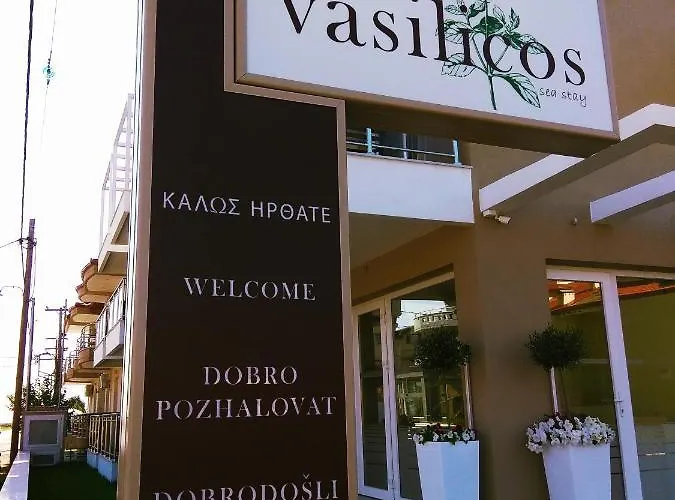 vasilicos
sea stay
ΚΑΛΩΣ ΗΡΘΑΤΕ
WELCOME
DOBRO
POZHALOVAT
DOBRODOŠLI